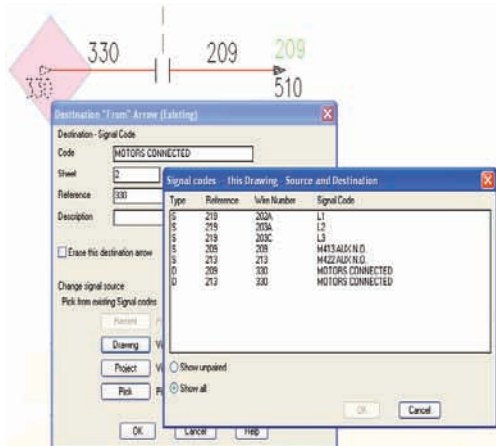 330 209 209
330 510
Destination "From" Arrow (Existing)
Destination - Signal Code
Code MOTORS CONNECTED
Sheet 2
Reference 330
Description
Erase this destination arrow
Change signal source
Pick from existing Signal codes
Recent
Drawing Vi
Project Vi
Pick
OK Cancel Help
Signal codes - this Drawing - Source and Destination
Type Reference Wire Number Signal Code
S 219 202A L1
S 219 203A L2
S 219 203C L3
S 209 209 M413 AUX N.O.
S 213 213 M422 AUX N.O.
D 209 330 MOTORS CONNECTED
D 213 330 MOTORS CONNECTED
Show unpaired
Show all
OK Cancel